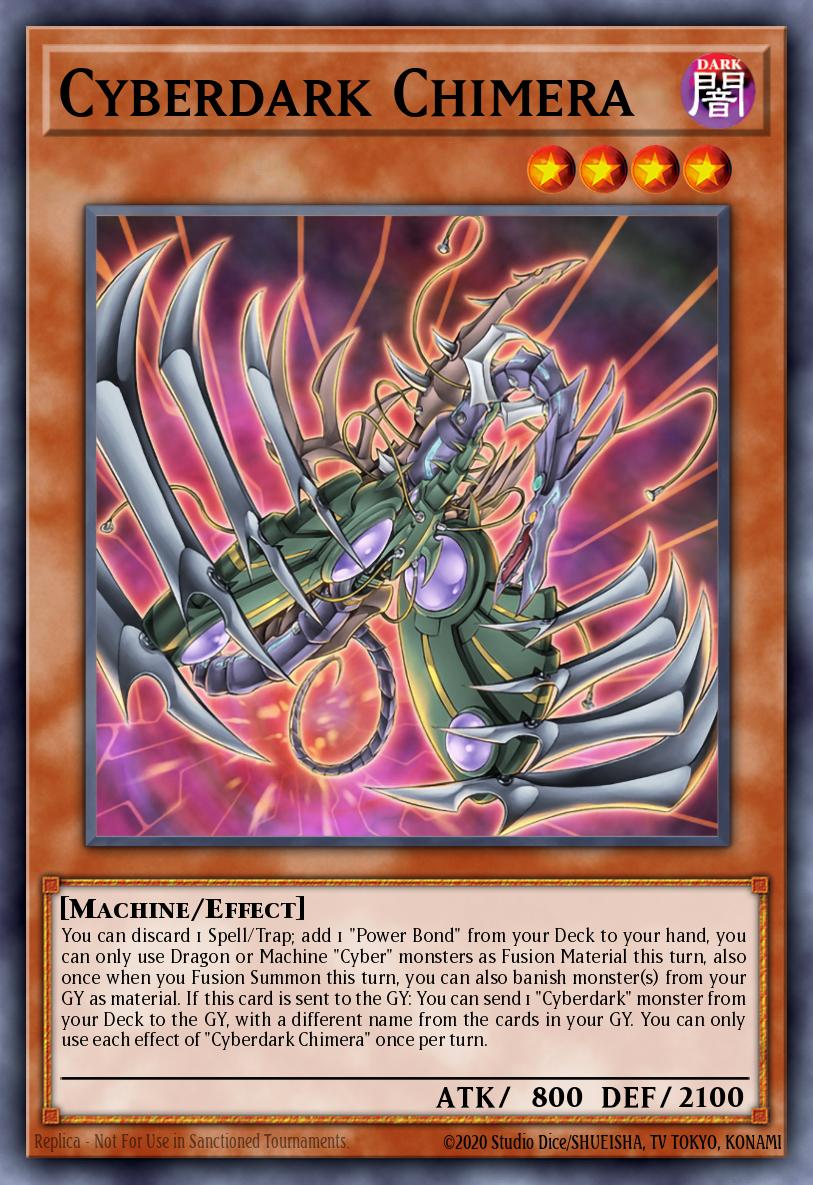 Cyberdark Chimera
DARK
闇
[Machine/Effect]
You can discard 1 Spell/Trap; add 1 "Power Bond" from your Deck to your hand, you
can only use Dragon or Machine "Cyber" monsters as Fusion Material this turn, also
once when you Fusion Summon this turn, you can also banish monster(s) from your
GY as material. If this card is sent to the GY: You can send 1 "Cyberdark" monster from
your Deck to the GY, with a different name from the cards in your GY. You can only
use each effect of "Cyberdark Chimera" once per turn.
ATK/ 800 DEF/2100
Replica - Not For Use in Sanctioned Tournaments.
©2020 Studio Dice/SHUEISHA, TV TOKYO, KONAMI